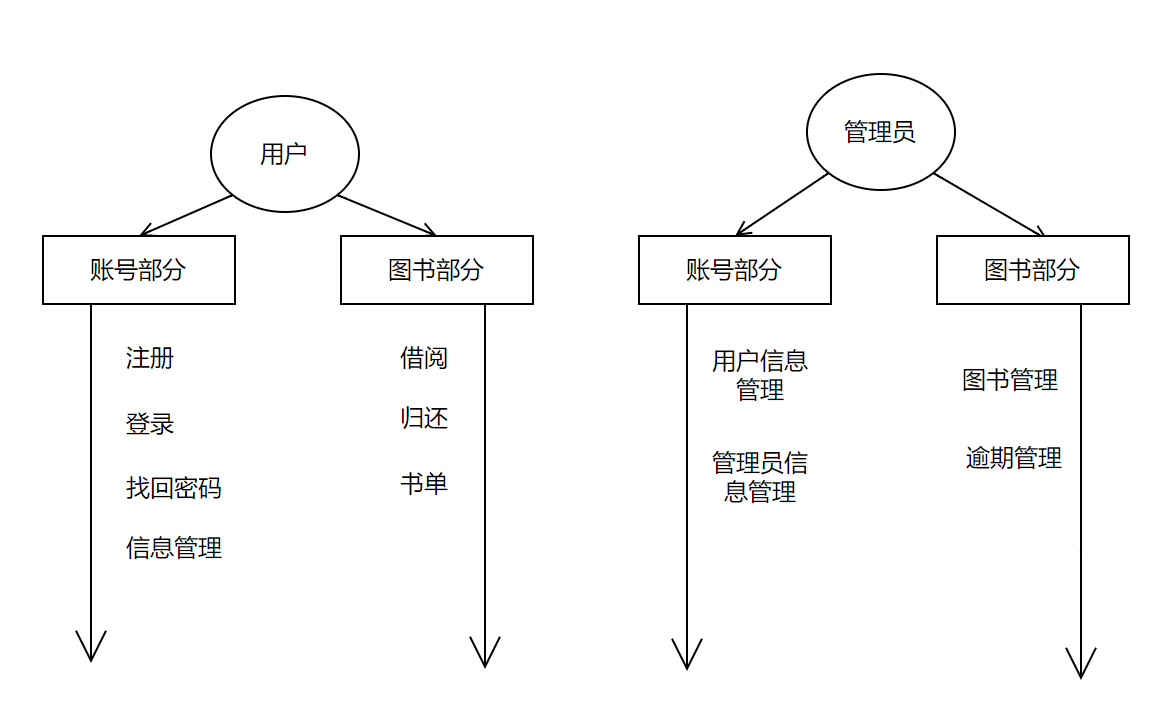 用户
账号部分
图书部分
注册
登录
找回密码
信息管理
借阅
归还
书单
管理员
账号部分
图书部分
用户信息
管理
管理员信
息管理
图书管理
逾期管理